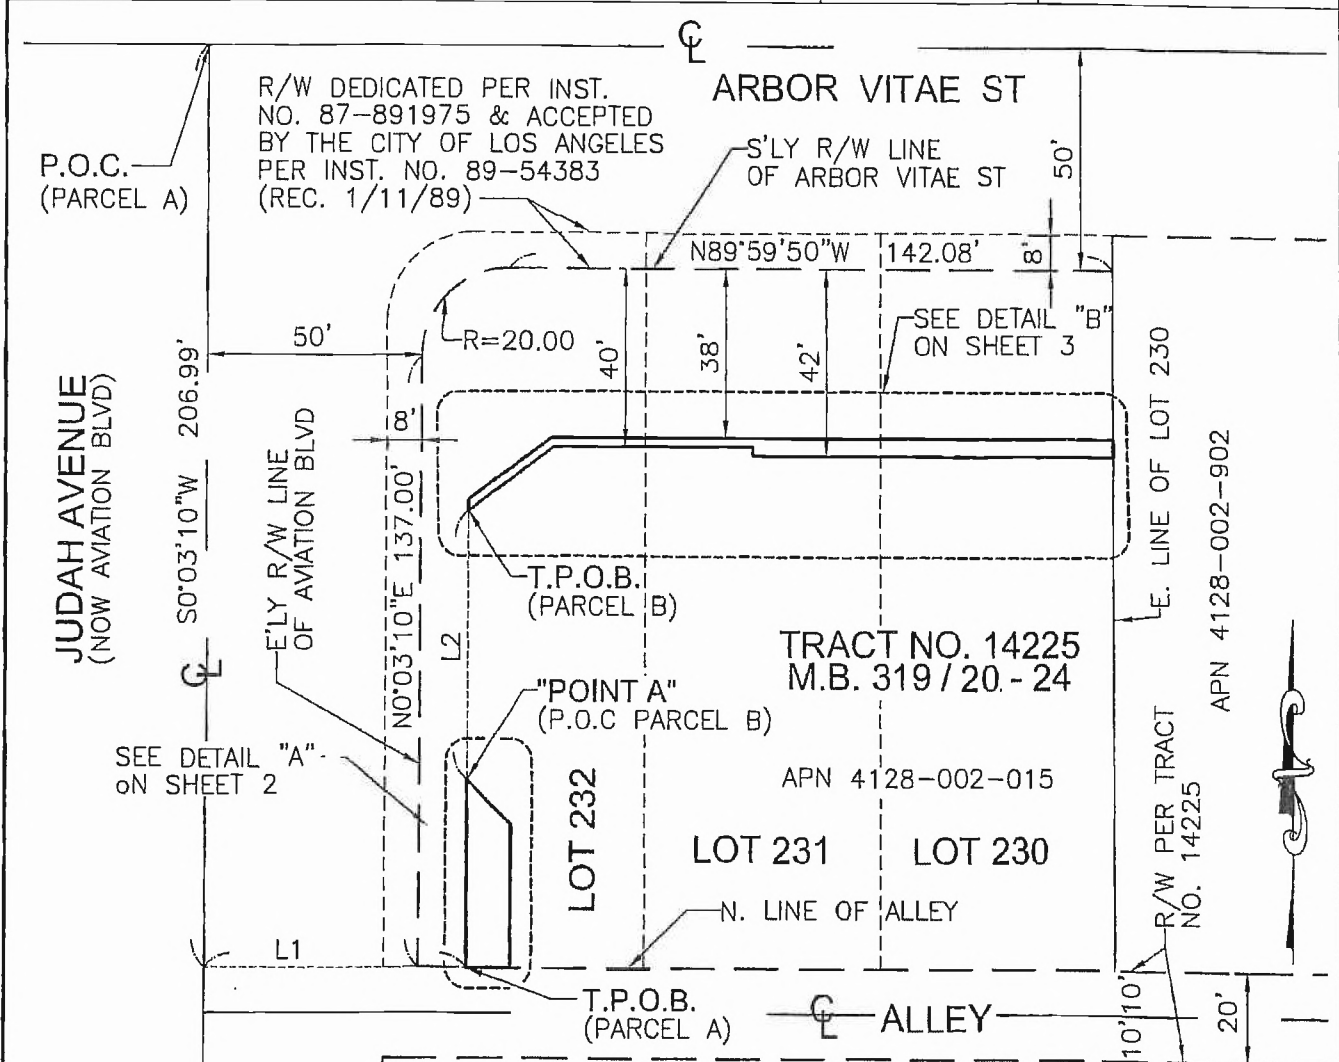 ℄
ARBOR VITAE ST
R/W DEDICATED PER INST.
NO. 87-891975 & ACCEPTED
BY THE CITY OF LOS ANGELES
PER INST. NO. 89-54383
(REC. 1/11/89)
P.O.C.
(PARCEL A)
S'LY R/W LINE
OF ARBOR VITAE ST
50'
N89°59'50"W
142.08'
8'
SEE DETAIL "B"
ON SHEET 3
50'
R=20.00
40'
38'
42'
8'
JUDAH AVENUE
(NOW AVIATION BLVD)
S0°03'10"W 206.99'
℄
E'LY R/W LINE
OF AVIATION BLVD
N0°03'10"E 137.00'
L2
T.P.O.B.
(PARCEL B)
E. LINE OF LOT 230
APN 4128-002-902
TRACT NO. 14225
M.B. 319 / 20 - 24
"POINT A"
(P.O.C PARCEL B)
SEE DETAIL "A"
oN SHEET 2
APN 4128-002-015
LOT 232
LOT 231
LOT 230
R/W PER TRACT
NO. 14225
N. LINE OF ALLEY
L1
T.P.O.B.
(PARCEL A)
℄
ALLEY
10'
10'
20'